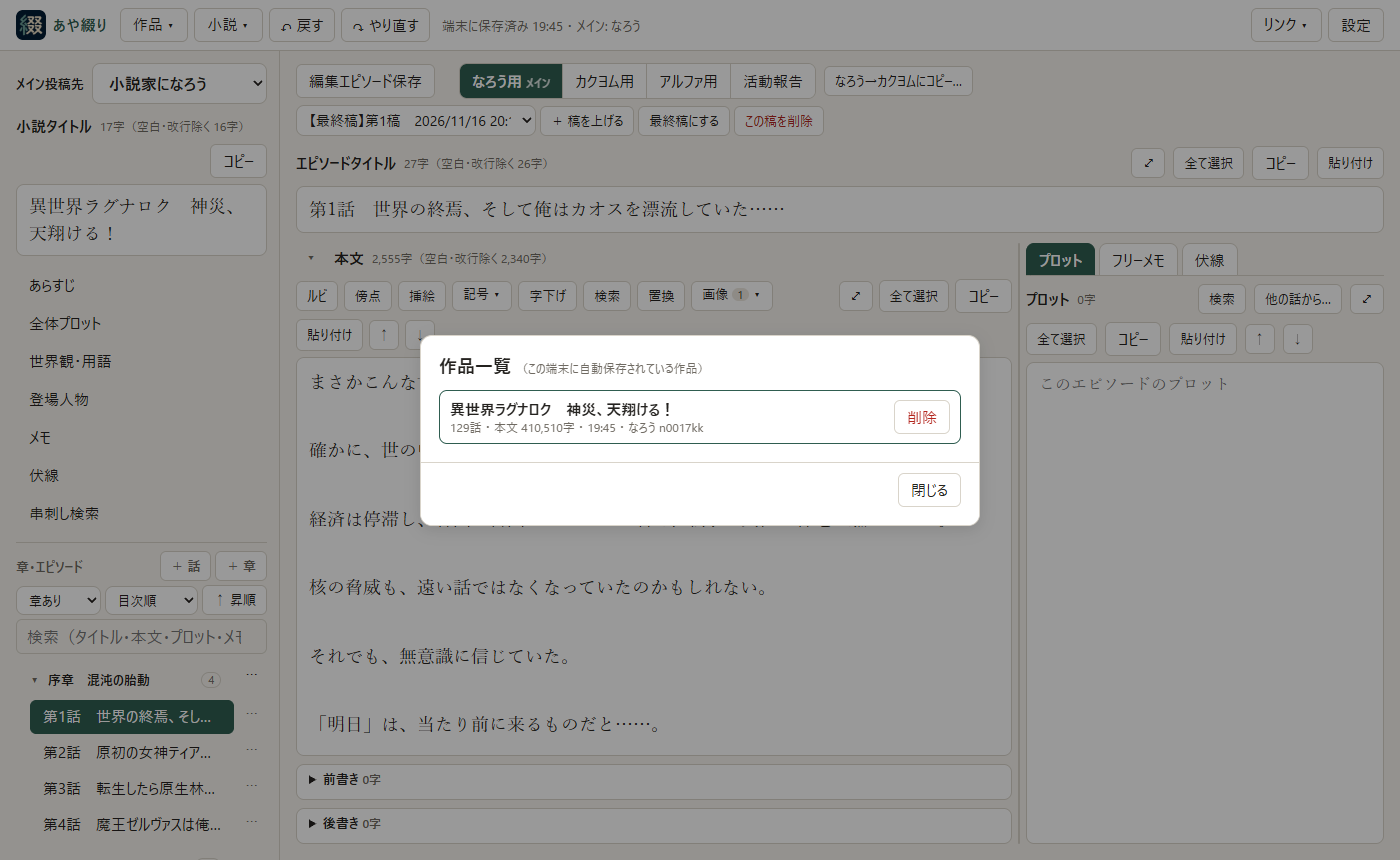 綴 あや綴り 作品 ▾ 小説 ▾ ↶ 戻す ↷ やり直す 端末に保存済み 19:45・メイン: なろう リンク ▾ 設定
メイン投稿先 小説家になろう
小説タイトル 17字（空白・改行除く16字）
コピー
異世界ラグナロク　神災、
天翔ける！
あらすじ
全体プロット
世界観・用語
登場人物
メモ
伏線
串刺し検索
章・エピソード ＋ 話 ＋ 章
章あり 目次順 ↑ 昇順
検索（タイトル・本文・プロット・メモ
▾ 序章　混沌の胎動 4 …
第1話　世界の終焉、そし... …
第2話　原初の女神ティア... …
第3話　転生したら原生林... …
第4話　魔王ゼルヴァスは俺... …
編集エピソード保存 なろう用 メイン カクヨム用 アルファ用 活動報告 なろう→カクヨムにコピー...
【最終稿】第1稿　2026/11/16 20: ＋ 稿を上げる 最終稿にする この稿を削除
エピソードタイトル 27字（空白・改行除く26字）
⤢ 全て選択 コピー 貼り付け
第1話　世界の終焉、そして俺はカオスを漂流していた……
▾ 本文 2,555字（空白・改行除く2,340字）
ルビ 傍点 挿絵 記号 ▾ 字下げ 検索 置換 画像 1 ▾ ⤢ 全て選択 コピー
貼り付け ↑ ↓
まさかこんな
確かに、世の
経済は停滞し、
核の脅威も、遠い話ではなくなっていたのかもしれない。
それでも、無意識に信じていた。
「明日」は、当たり前に来るものだと……。
▶ 前書き 0字
▶ 後書き 0字
プロット フリーメモ 伏線
プロット 0字 検索 他の話から... ⤢
全て選択 コピー 貼り付け ↑ ↓
このエピソードのプロット
作品一覧 （この端末に自動保存されている作品）
異世界ラグナロク　神災、天翔ける！
129話・本文 410,510字・19:45・なろう n0017kk
削除
閉じる